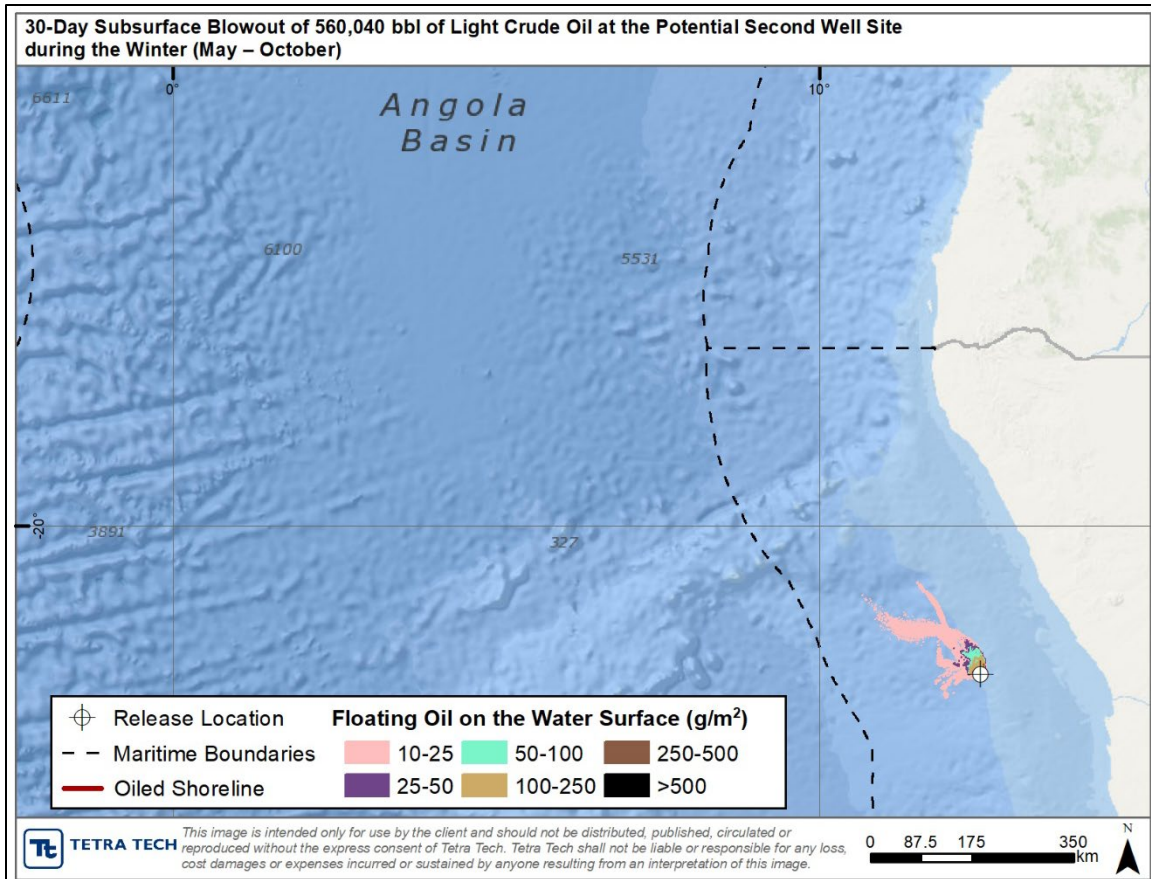 30-Day Subsurface Blowout of 560,040 bbl of Light Crude Oil at the Potential Second Well Site
during the Winter (May – October)
0°
10°
6611
Angola
Basin
6100
5531
-20°
3891
327
Release Location
Maritime Boundaries
Oiled Shoreline
Floating Oil on the Water Surface (g/m²)
10-25
50-100
250-500
25-50
100-250
>500
Tt
TETRA TECH
This image is intended only for use by the client and should not be distributed, published, circulated or
reproduced without the express consent of Tetra Tech. Tetra Tech shall not be liable or responsible for any loss,
cost damages or expenses incurred or sustained by anyone resulting from an interpretation of this image.
0 87.5 175 350
km
N